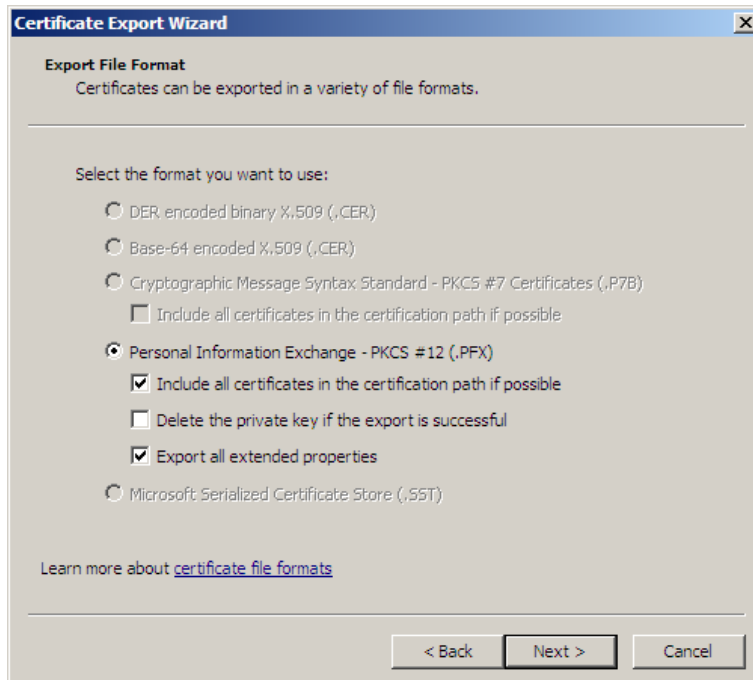 Certificate Export Wizard
Export File Format
Certificates can be exported in a variety of file formats.
Select the format you want to use:
DER encoded binary X.509 (.CER)
Base-64 encoded X.509 (.CER)
Cryptographic Message Syntax Standard - PKCS #7 Certificates (.P7B)
Include all certificates in the certification path if possible
Personal Information Exchange - PKCS #12 (.PFX)
Include all certificates in the certification path if possible
Delete the private key if the export is successful
Export all extended properties
Microsoft Serialized Certificate Store (.SST)
Learn more about certificate file formats
< Back Next > Cancel